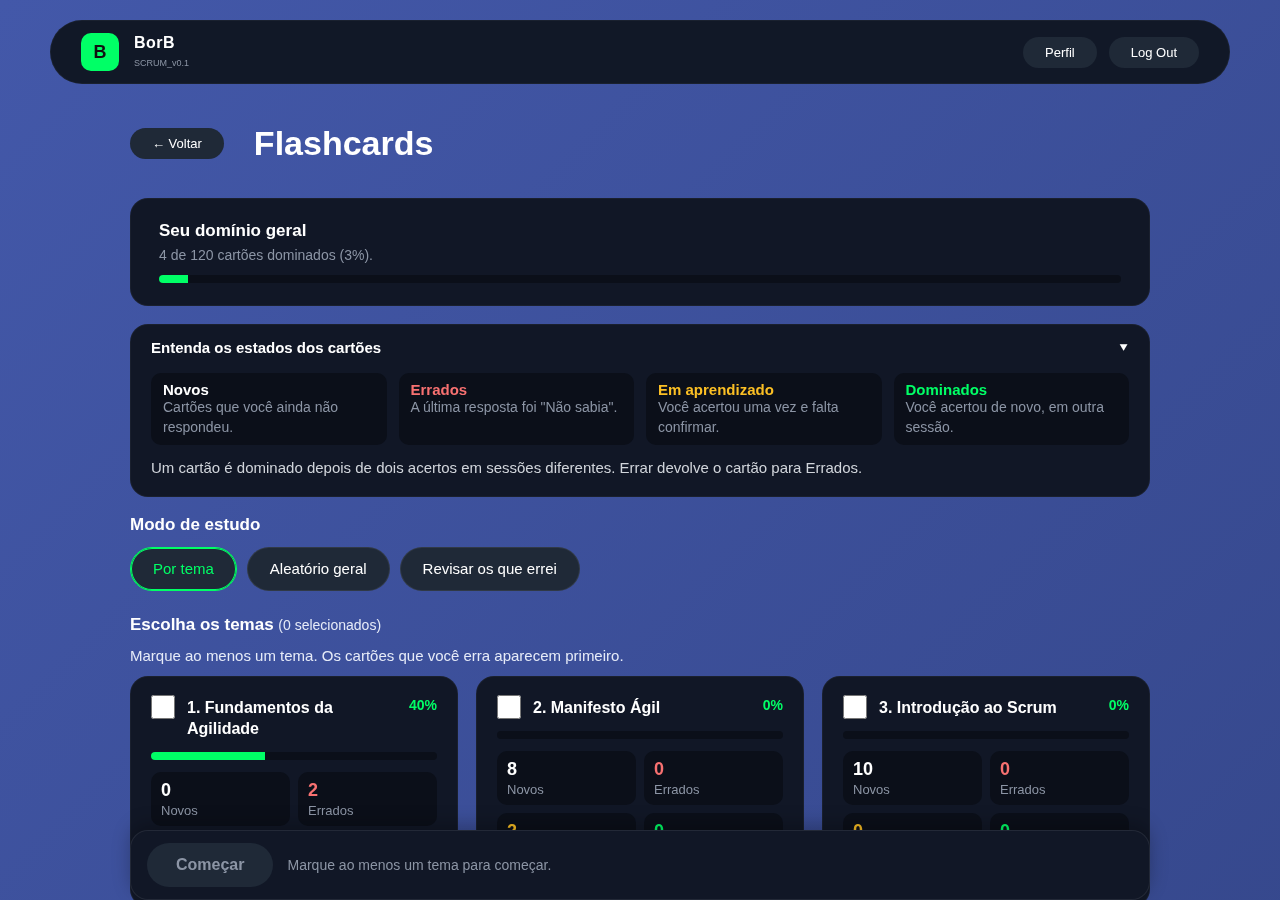 B
BorB
SCRUM_v0.1
Perfil
Log Out
← Voltar
Flashcards
Seu domínio geral
4 de 120 cartões dominados (3%).
Entenda os estados dos cartões
▼
Novos
Cartões que você ainda não
respondeu.
Errados
A última resposta foi "Não sabia".
Em aprendizado
Você acertou uma vez e falta
confirmar.
Dominados
Você acertou de novo, em outra
sessão.
Um cartão é dominado depois de dois acertos em sessões diferentes. Errar devolve o cartão para Errados.
Modo de estudo
Por tema
Aleatório geral
Revisar os que errei
Escolha os temas (0 selecionados)
Marque ao menos um tema. Os cartões que você erra aparecem primeiro.
1. Fundamentos da
Agilidade
40%
0
Novos
2
Errados
2. Manifesto Ágil
0%
8
Novos
0
Errados
3. Introdução ao Scrum
0%
10
Novos
0
Errados
Começar
Marque ao menos um tema para começar.